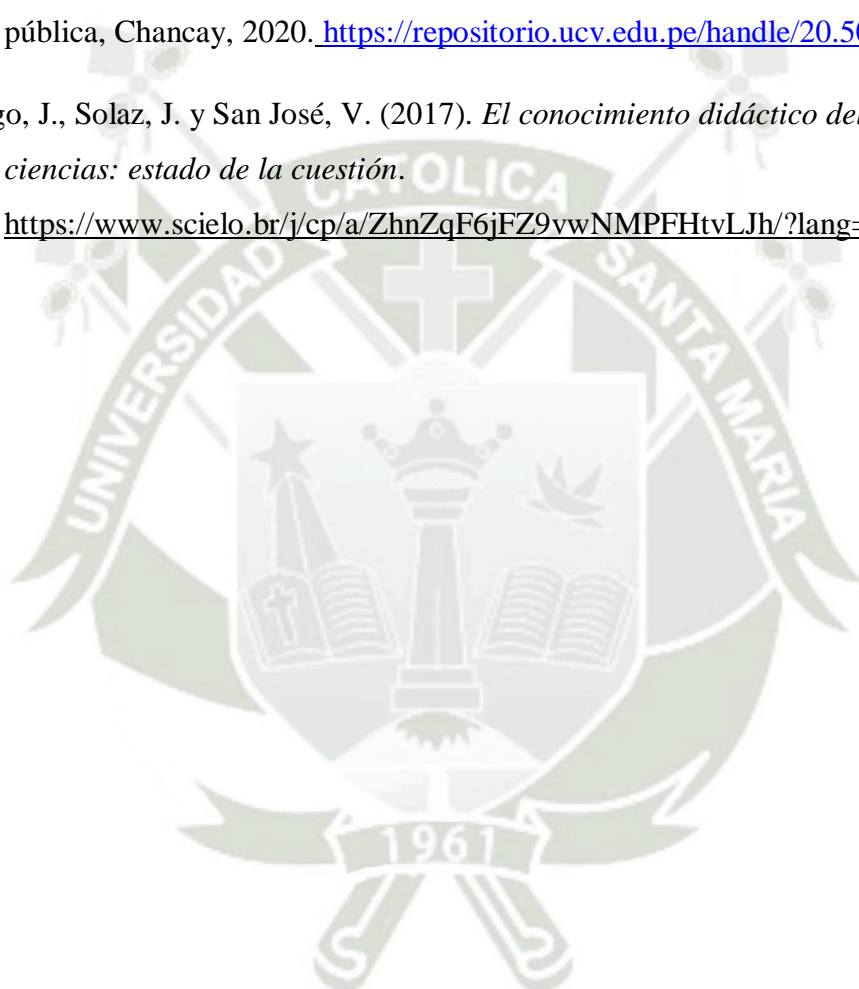 pública, Chancay, 2020. https://repositorio.ucv.edu.pe/handle/20.50
go, J., Solaz, J. y San José, V. (2017). El conocimiento didáctico del
ciencias: estado de la cuestión.
https://www.scielo.br/j/cp/a/ZhnZqF6jFZ9vwNMPFHtvLJh/?lang=
UNIVERSIDAD CATOLICA SANTA MARIA
1961